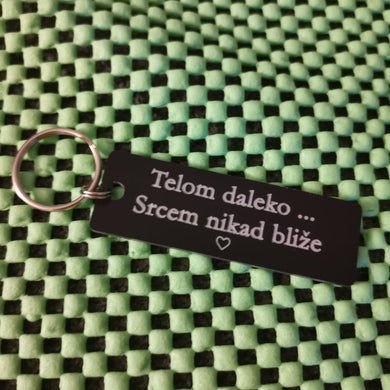 Telom daleko ...
Srcem nikad bliže
♡